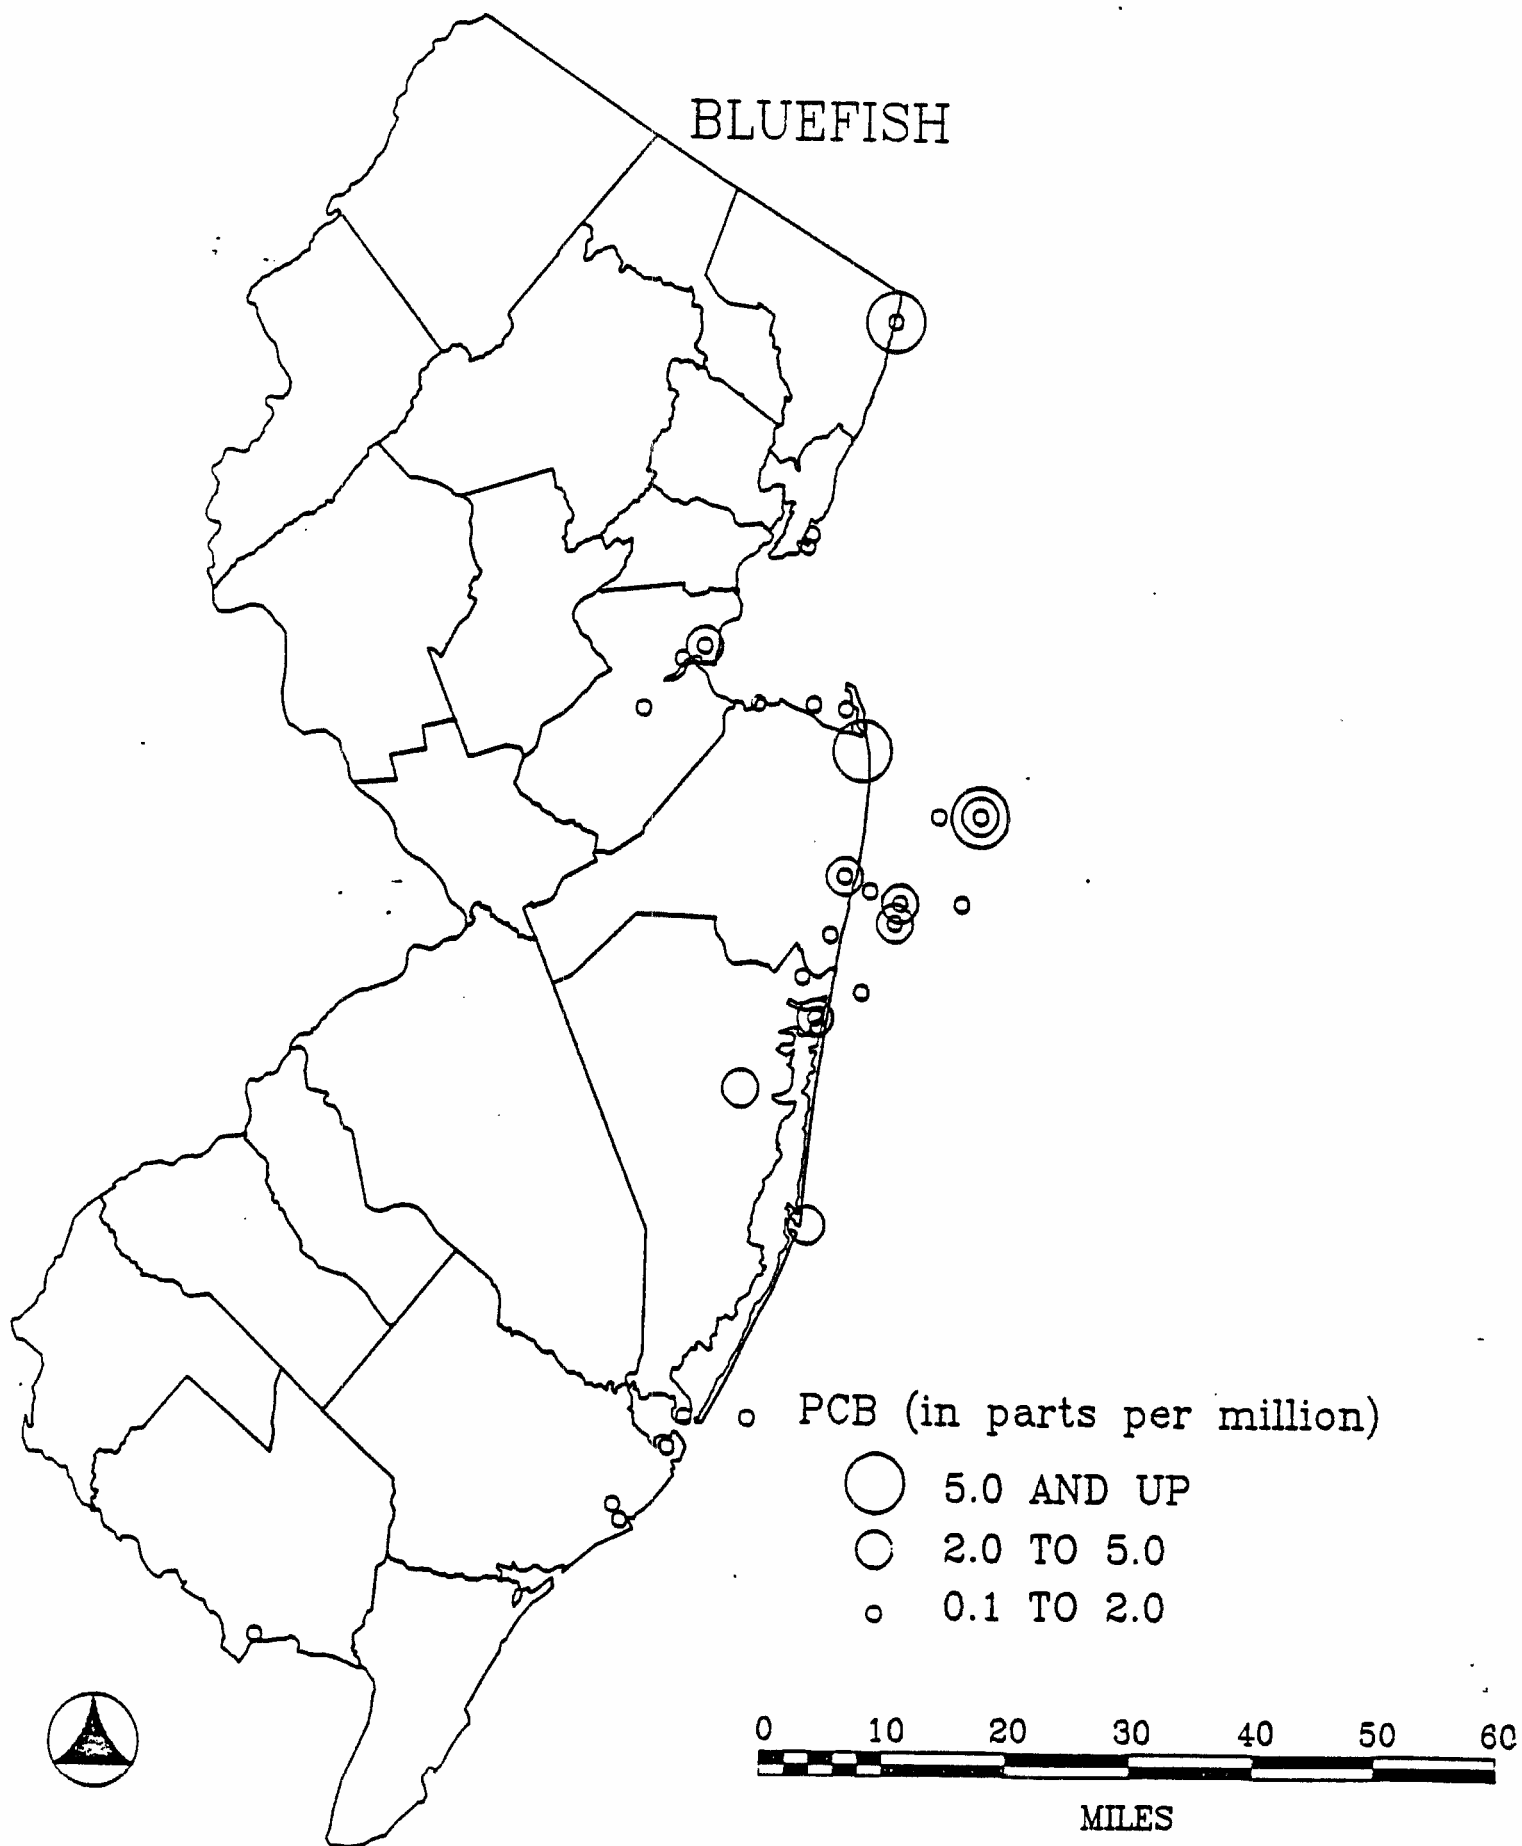 BLUEFISH
PCB (in parts per million)
5.0 AND UP
2.0 TO 5.0
0.1 TO 2.0
0 10 20 30 40 50 60
MILES